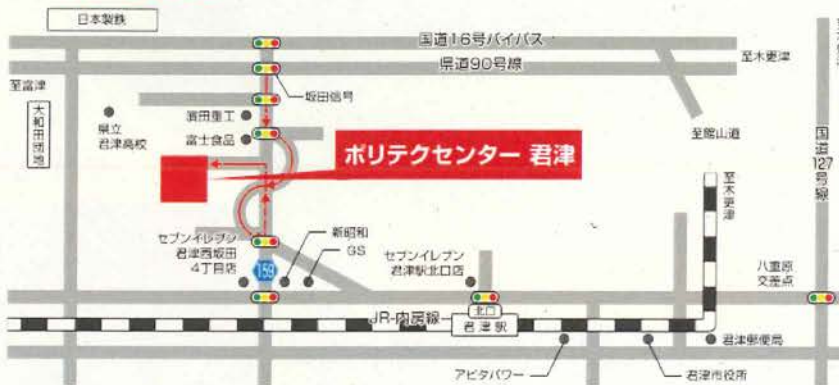 日本製鉄
国道16号バイパス
県道90号線
至木更津
至富津
坂田信号
大和田団地
県立
君津高校
濱田重工
富士食品
ポリテクセンター 君津
至館山道
国道127号線
至木更津
セブンイレブン
君津西坂田
4丁目店
新昭和
GS
セブンイレブン
君津駅北口店
八重原
交差点
159
北口
JR-内房線
君津駅
君津郵便局
アピタパワー
君津市役所